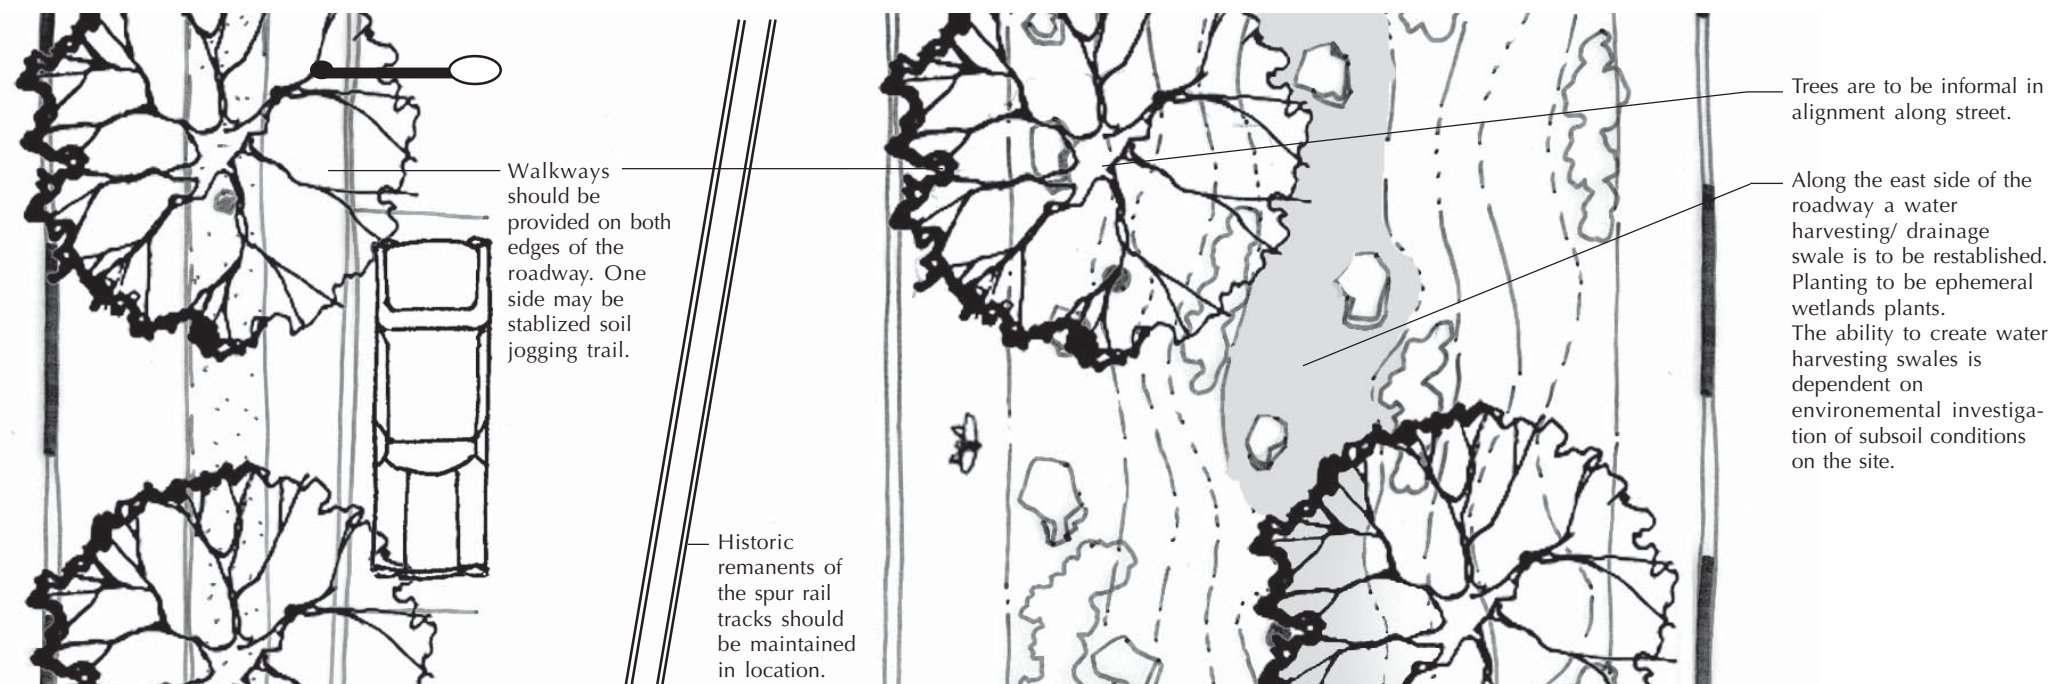 Walkways
should be
provided on both
edges of the
roadway. One
side may be
stablized soil
jogging trail.
Historic
remanents of
the spur rail
tracks should
be maintained
in location.
Trees are to be informal in
alignment along street.
Along the east side of the
roadway a water
harvesting/ drainage
swale is to be restablished.
Planting to be ephemeral
wetlands plants.
The ability to create water
harvesting swales is
dependent on
environemental investiga-
tion of subsoil conditions
on the site.